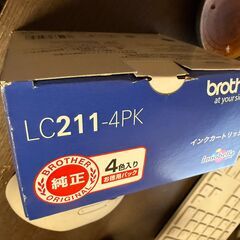 brother
at your side
LC211-4PK
BROTHER
純正
ORIGINAL
4色入り
お徳用パック
インクカートリッジ